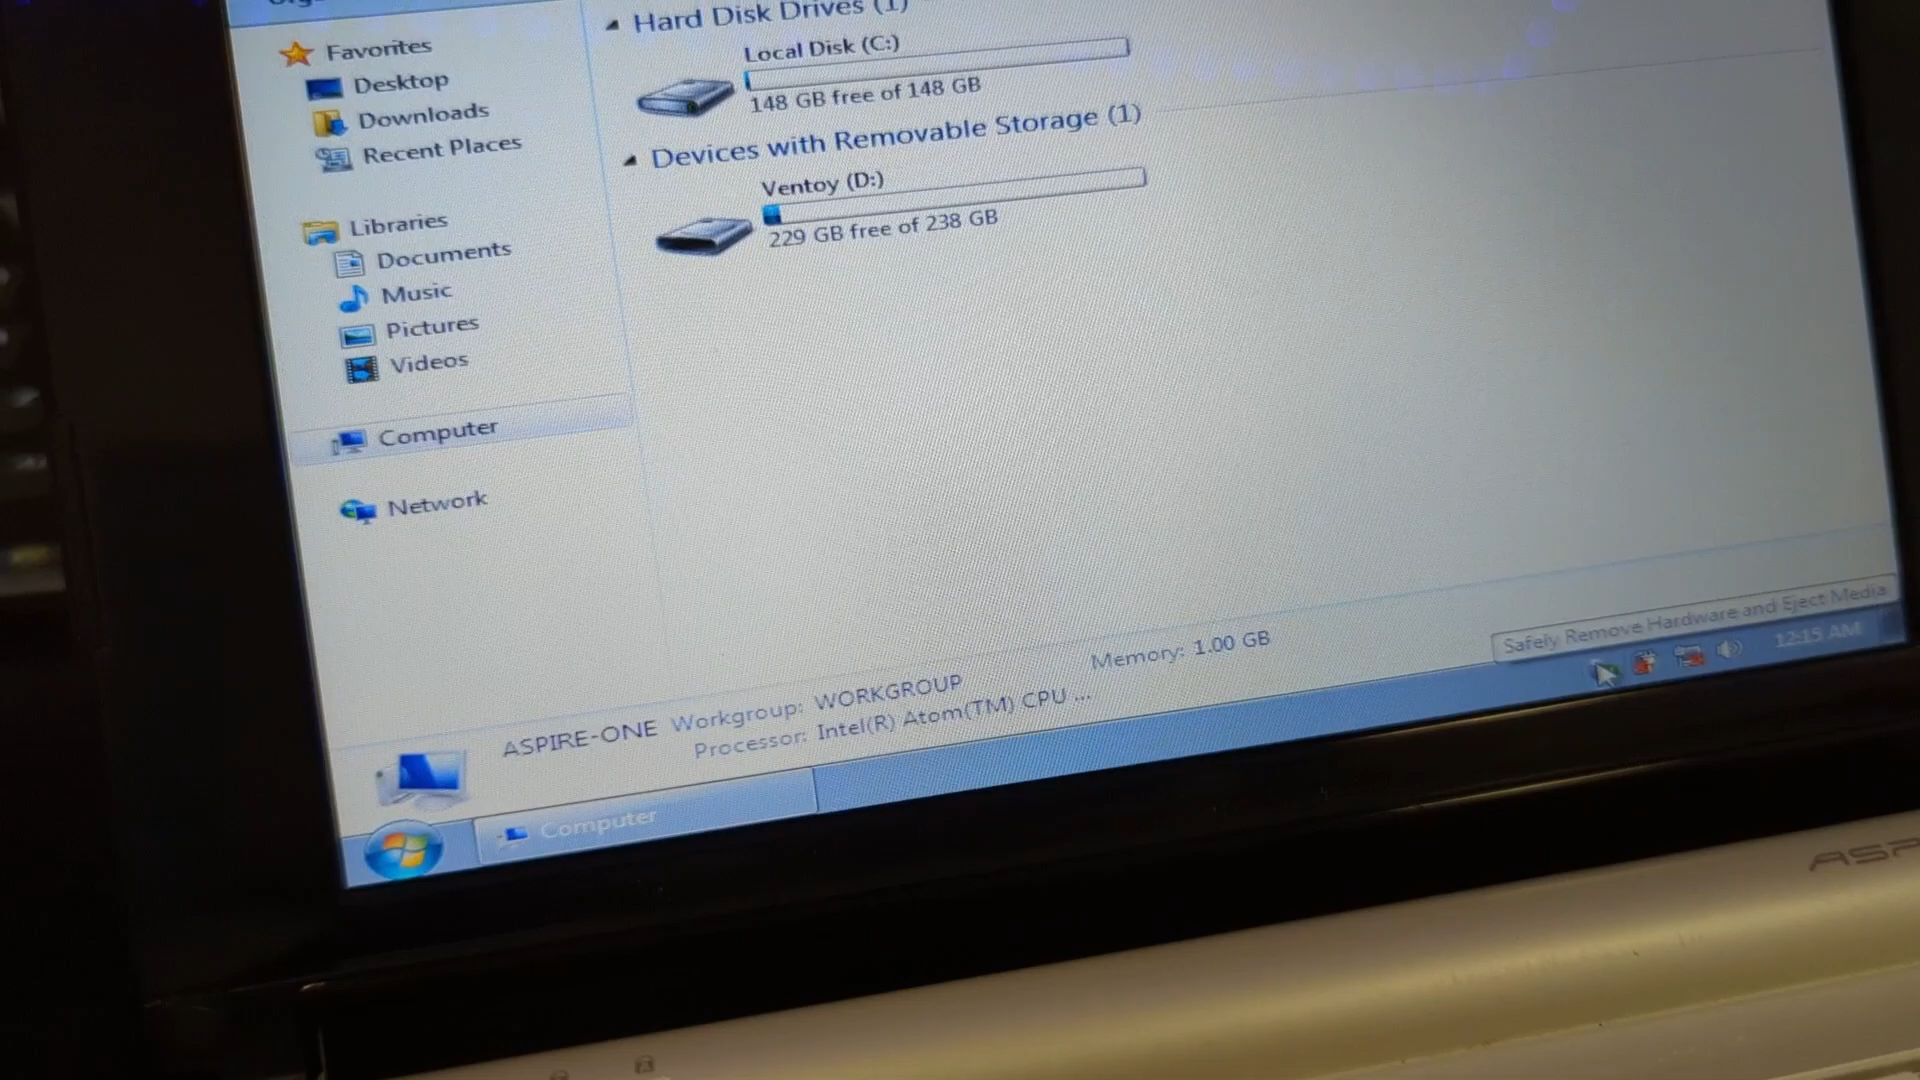 Favorites
Desktop
Downloads
Recent Places
Libraries
Documents
Music
Pictures
Videos
Computer
Network
Hard Disk Drives (1)
Local Disk (C:)
148 GB free of 148 GB
Devices with Removable Storage (1)
Ventoy (D:)
229 GB free of 238 GB
ASPIRE-ONE Workgroup: WORKGROUP Memory: 1.00 GB
Processor: Intel(R) Atom(TM) CPU ...
Safely Remove Hardware and Eject Media
Computer
12:15 AM